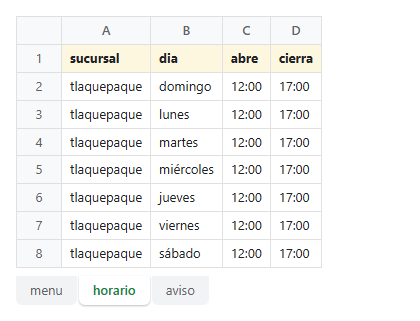 A B C D
1 sucursal dia abre cierra
2 tlaquepaque domingo 12:00 17:00
3 tlaquepaque lunes 12:00 17:00
4 tlaquepaque martes 12:00 17:00
5 tlaquepaque miércoles 12:00 17:00
6 tlaquepaque jueves 12:00 17:00
7 tlaquepaque viernes 12:00 17:00
8 tlaquepaque sábado 12:00 17:00
menu horario aviso